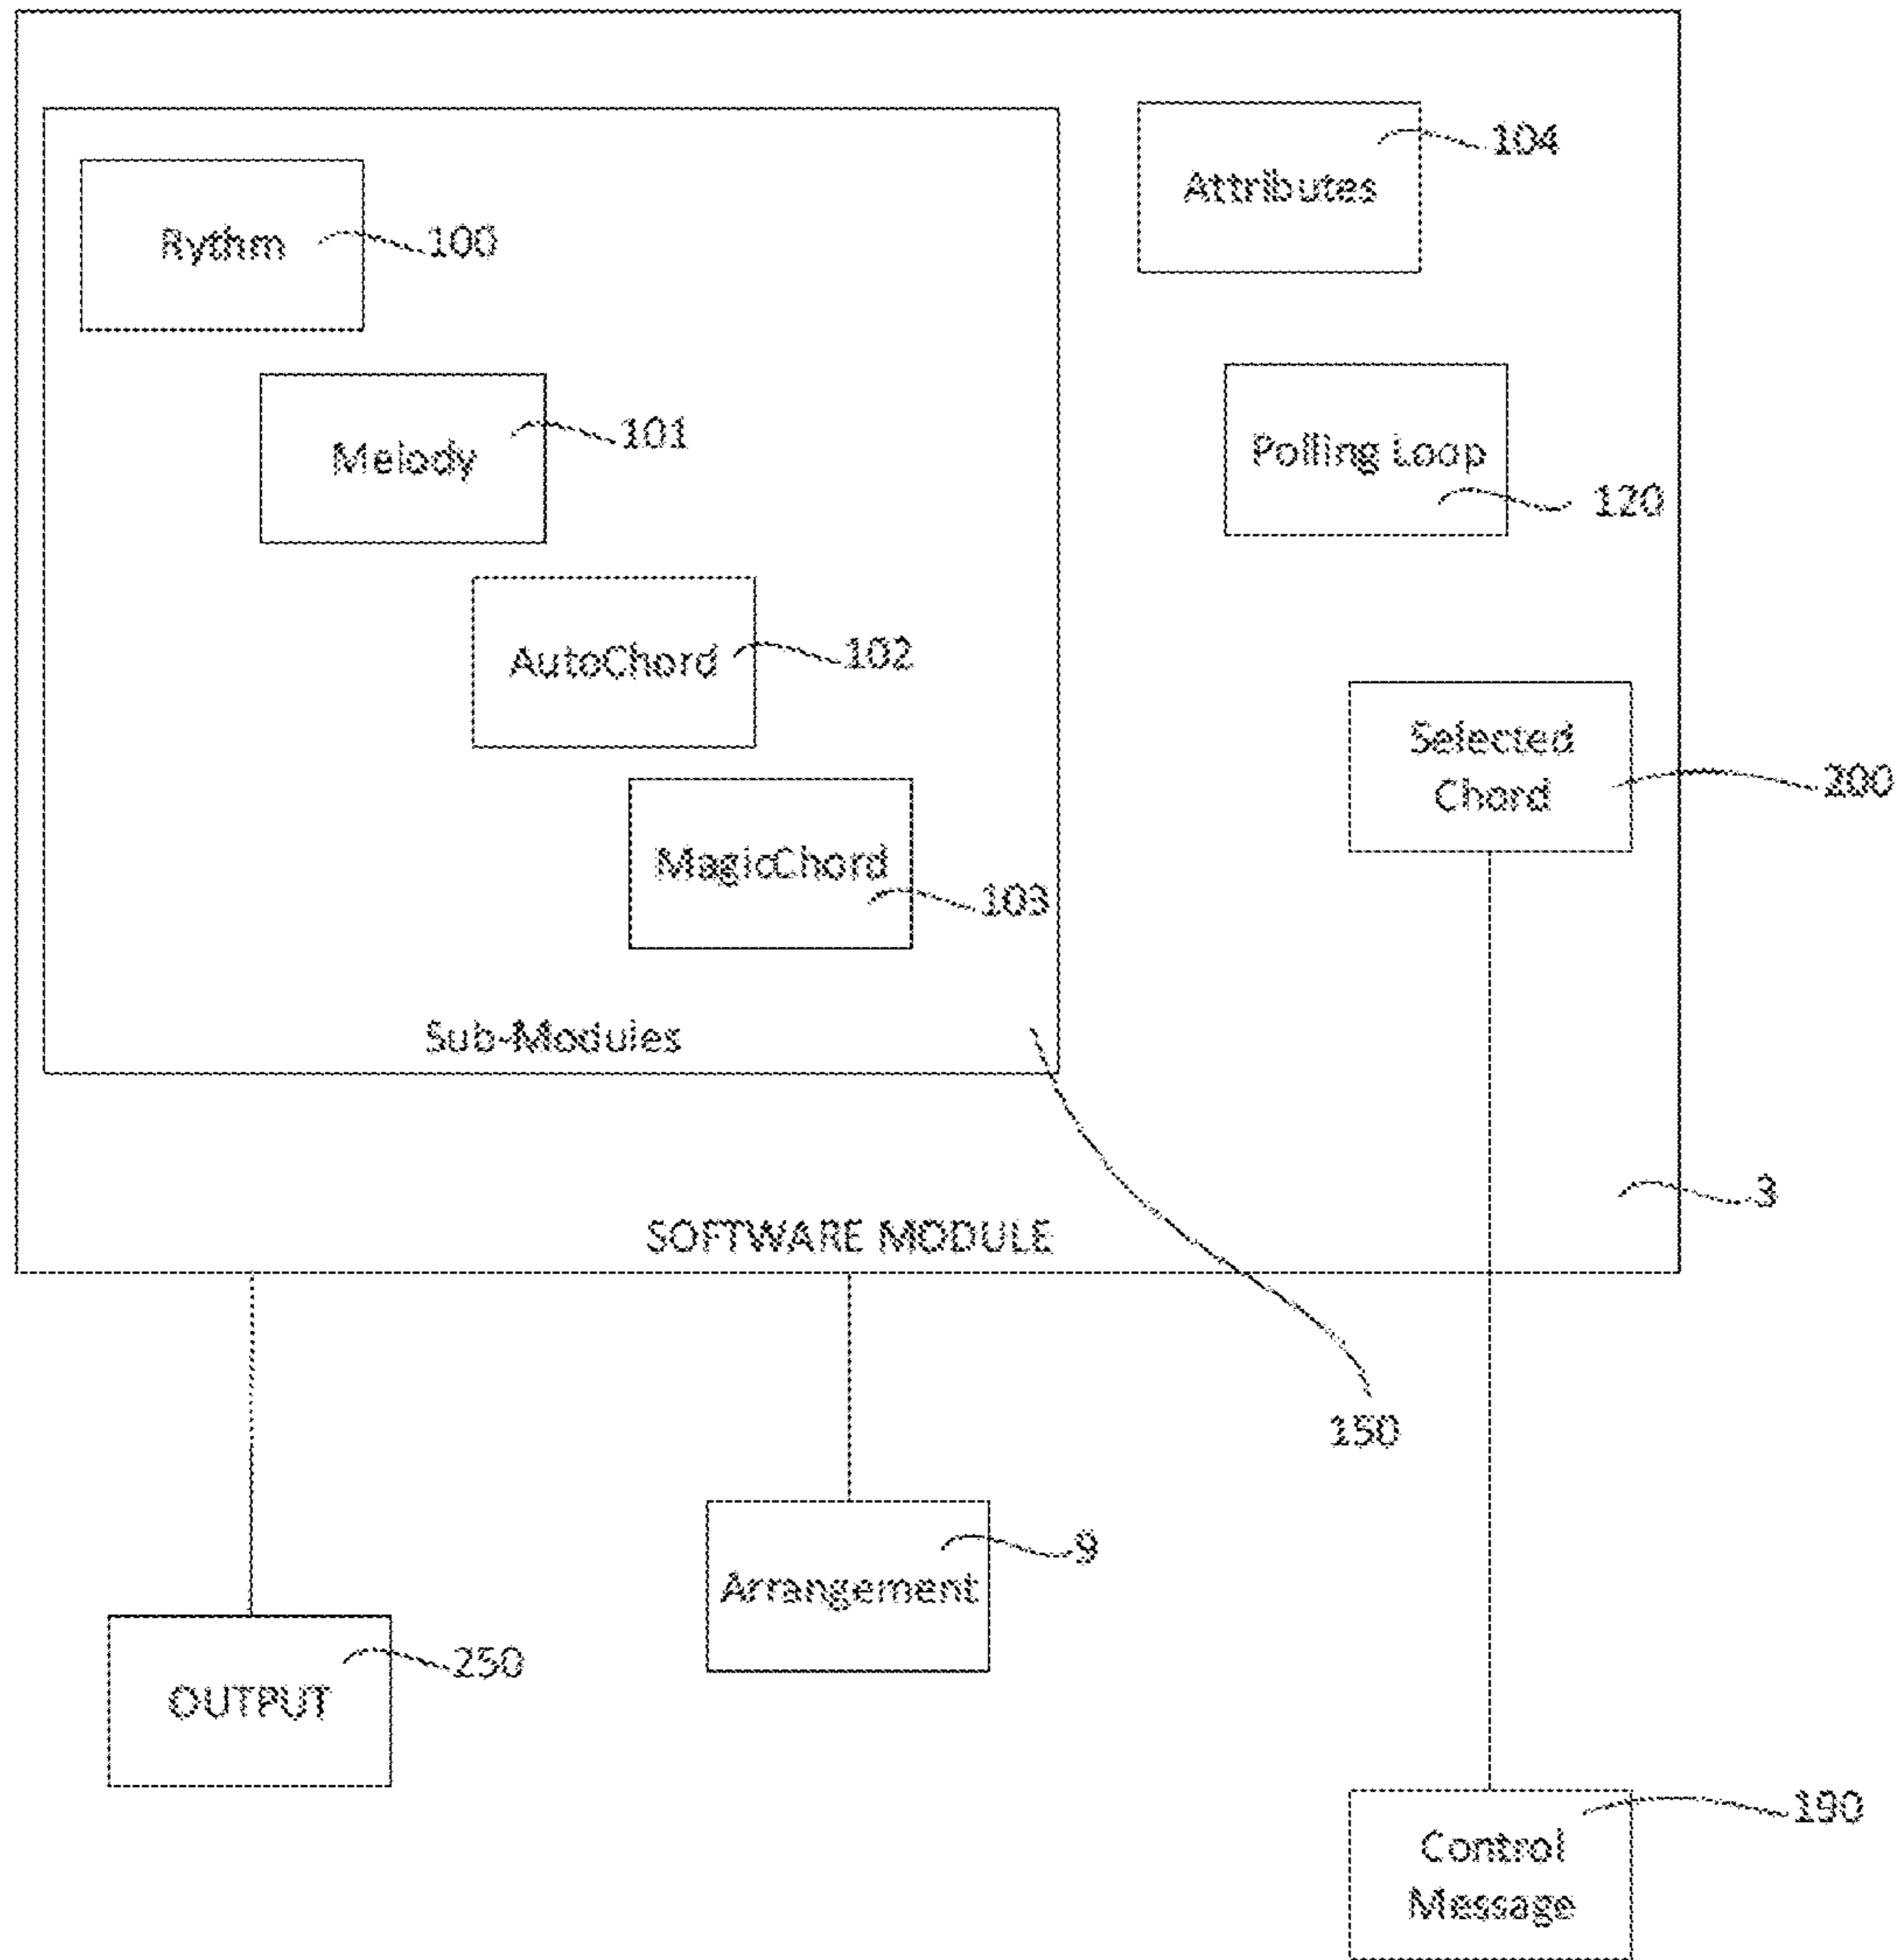 Attributes
104
Rythm
100
Melody
101
Polling Loop
120
AutoChord
102
Selected
Chord
200
MagicChord
103
Sub-Modules
3
SOFTWARE MODULE
150
Arrangement
9
OUTPUT
250
Control
Message
190